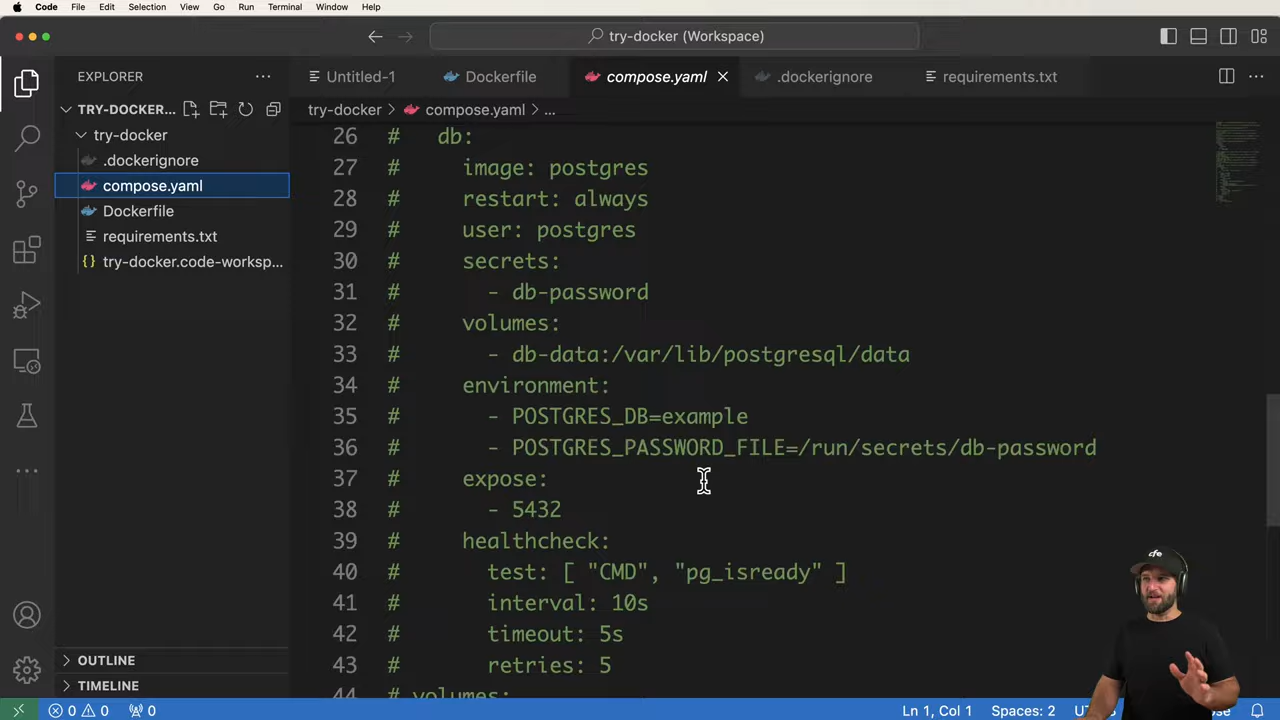 Code File Edit Selection View Go Run Terminal Window Help
try-docker (Workspace)
EXPLORER
Untitled-1 Dockerfile compose.yaml .dockerignore requirements.txt
TRY-DOCKER...
try-docker > compose.yaml > ...
try-docker
.dockerignore
compose.yaml
Dockerfile
requirements.txt
try-docker.code-worksp...
26 # db:
27 # image: postgres
28 # restart: always
29 # user: postgres
30 # secrets:
31 # - db-password
32 # volumes:
33 # - db-data:/var/lib/postgresql/data
34 # environment:
35 # - POSTGRES_DB=example
36 # - POSTGRES_PASSWORD_FILE=/run/secrets/db-password
37 # expose:
38 # - 5432
39 # healthcheck:
40 # test: [ "CMD", "pg_isready" ]
41 # interval: 10s
42 # timeout: 5s
43 # retries: 5
44 # volumes:
cfe
OUTLINE
TIMELINE
0 0 0 Ln 1, Col 1 Spaces: 2